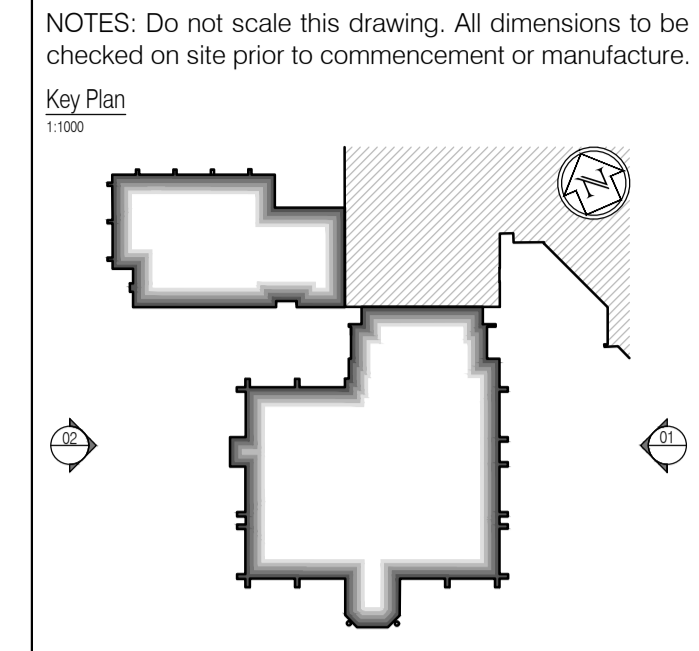 NOTES: Do not scale this drawing. All dimensions to be
checked on site prior to commencement or manufacture.
Key Plan
1:1000
N
02
01